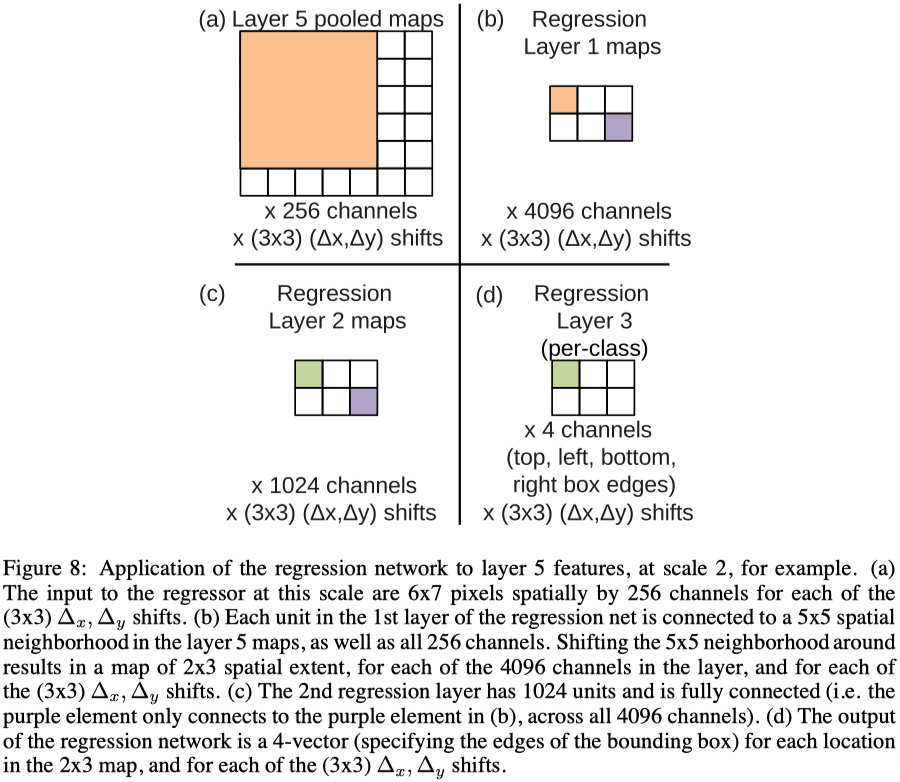 (a) Layer 5 pooled maps
x 256 channels
x (3x3) (Δx,Δy) shifts
(b) Regression
Layer 1 maps
x 4096 channels
x (3x3) (Δx,Δy) shifts
(c) Regression
Layer 2 maps
x 1024 channels
x (3x3) (Δx,Δy) shifts
(d) Regression
Layer 3
(per-class)
x 4 channels
(top, left, bottom,
right box edges)
x (3x3) (Δx,Δy) shifts
Figure 8: Application of the regression network to layer 5 features, at scale 2, for example. (a)
The input to the regressor at this scale are 6x7 pixels spatially by 256 channels for each of the
(3x3) Δx, Δy shifts. (b) Each unit in the 1st layer of the regression net is connected to a 5x5 spatial
neighborhood in the layer 5 maps, as well as all 256 channels. Shifting the 5x5 neighborhood around
results in a map of 2x3 spatial extent, for each of the 4096 channels in the layer, and for each of
the (3x3) Δx, Δy shifts. (c) The 2nd regression layer has 1024 units and is fully connected (i.e. the
purple element only connects to the purple element in (b), across all 4096 channels). (d) The output
of the regression network is a 4-vector (specifying the edges of the bounding box) for each location
in the 2x3 map, and for each of the (3x3) Δx, Δy shifts.